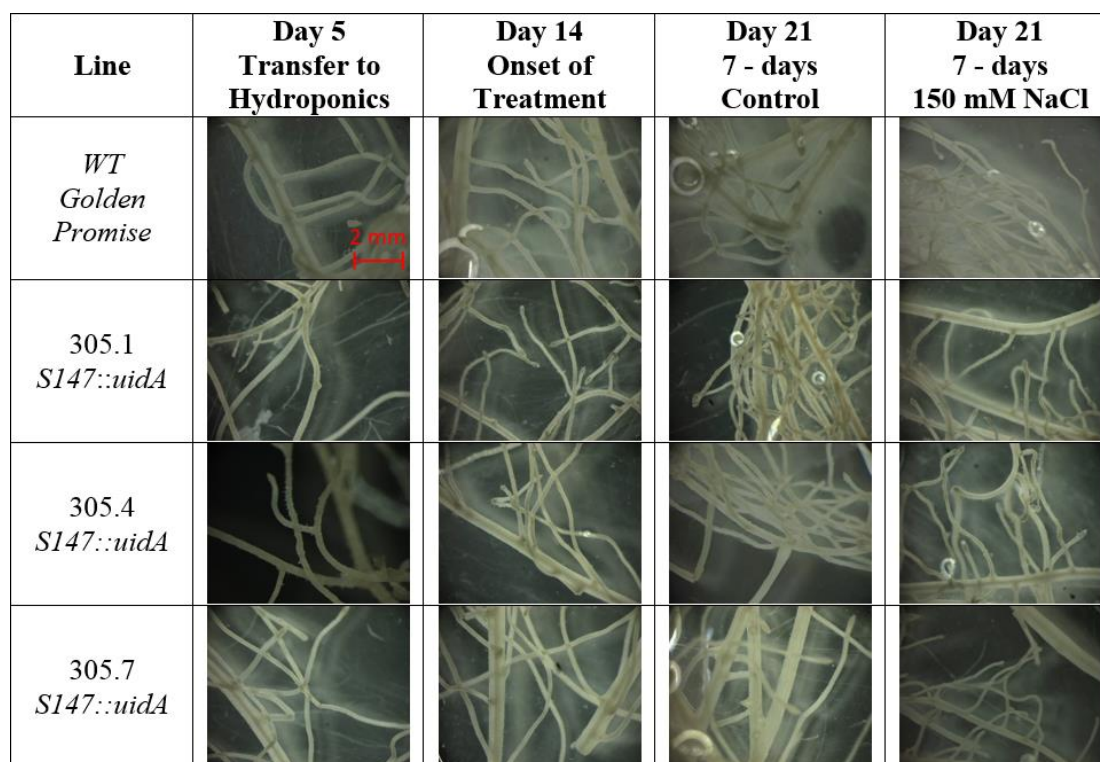 Line
Day 5
Transfer to
Hydroponics
Day 14
Onset of
Treatment
Day 21
7 - days
Control
Day 21
7 - days
150 mM NaCl
WT
Golden
Promise
2 mm
305.1
S147::uidA
305.4
S147::uidA
305.7
S147::uidA